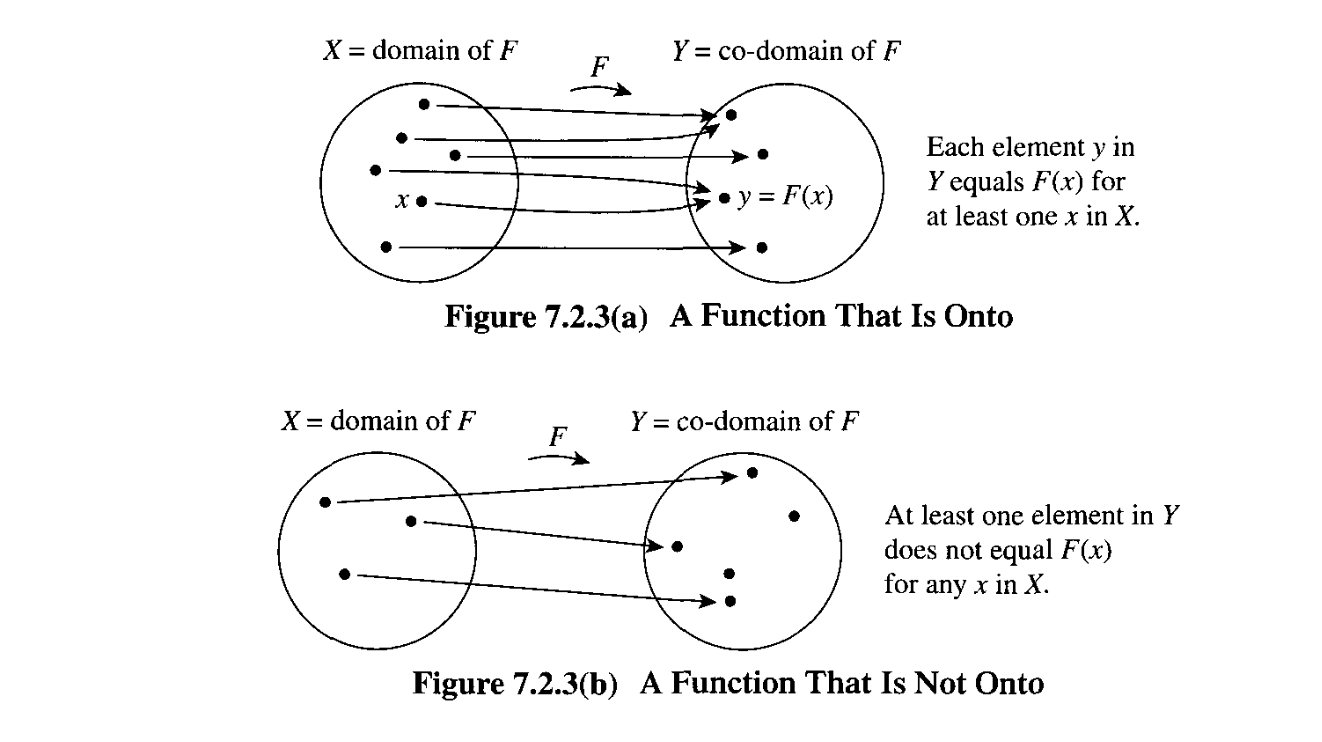 X = domain of F
F
Y = co-domain of F
x
y = F(x)
Each element y in
Y equals F(x) for
at least one x in X.
Figure 7.2.3(a) A Function That Is Onto
X = domain of F
F
Y = co-domain of F
At least one element in Y
does not equal F(x)
for any x in X.
Figure 7.2.3(b) A Function That Is Not Onto